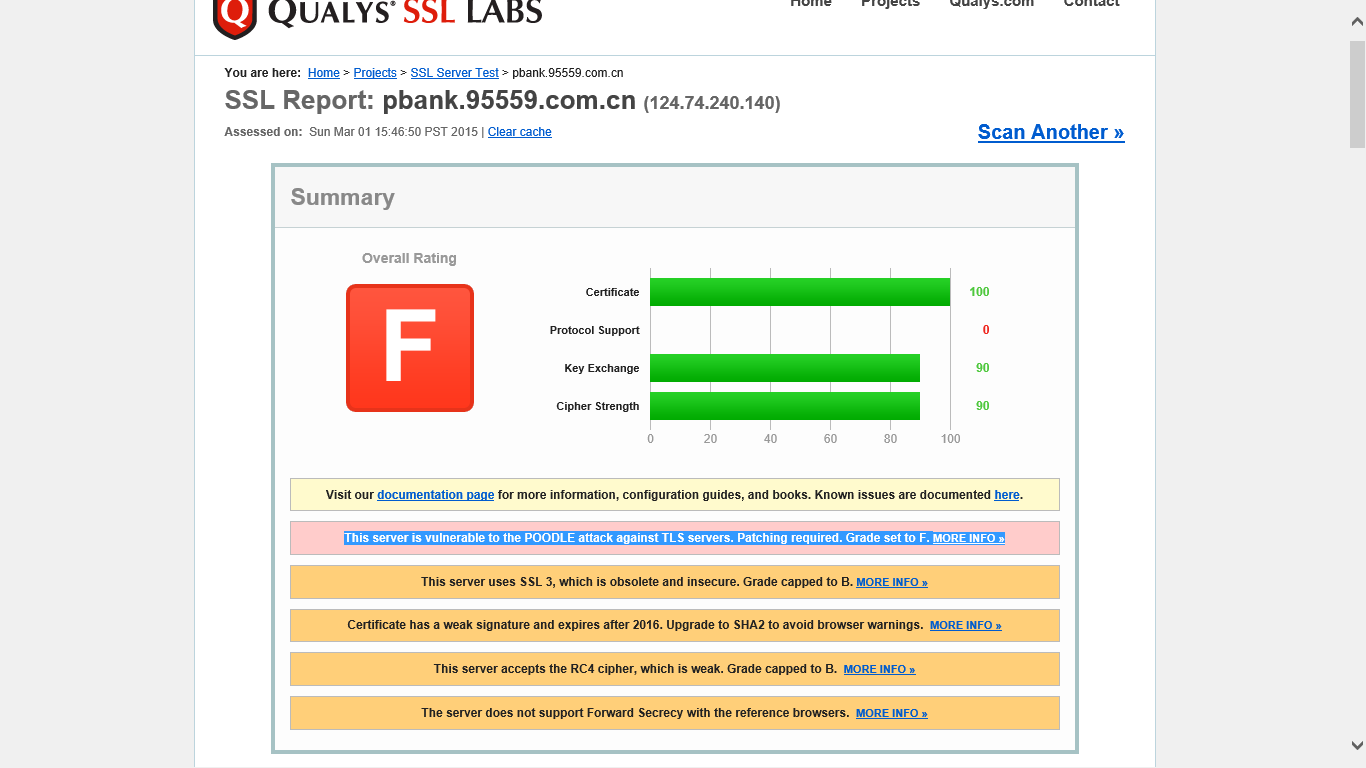 QUALYS® SSL LABS
Home Projects Qualys.com Contact
You are here: Home > Projects > SSL Server Test > pbank.95559.com.cn
SSL Report: pbank.95559.com.cn (124.74.240.140)
Assessed on: Sun Mar 01 15:46:50 PST 2015 | Clear cache
Scan Another »
Summary
Overall Rating
F
Certificate 100
Protocol Support 0
Key Exchange 90
Cipher Strength 90
0 20 40 60 80 100
Visit our documentation page for more information, configuration guides, and books. Known issues are documented here.
This server is vulnerable to the POODLE attack against TLS servers. Patching required. Grade set to F. MORE INFO »
This server uses SSL 3, which is obsolete and insecure. Grade capped to B. MORE INFO »
Certificate has a weak signature and expires after 2016. Upgrade to SHA2 to avoid browser warnings. MORE INFO »
This server accepts the RC4 cipher, which is weak. Grade capped to B. MORE INFO »
The server does not support Forward Secrecy with the reference browsers. MORE INFO »